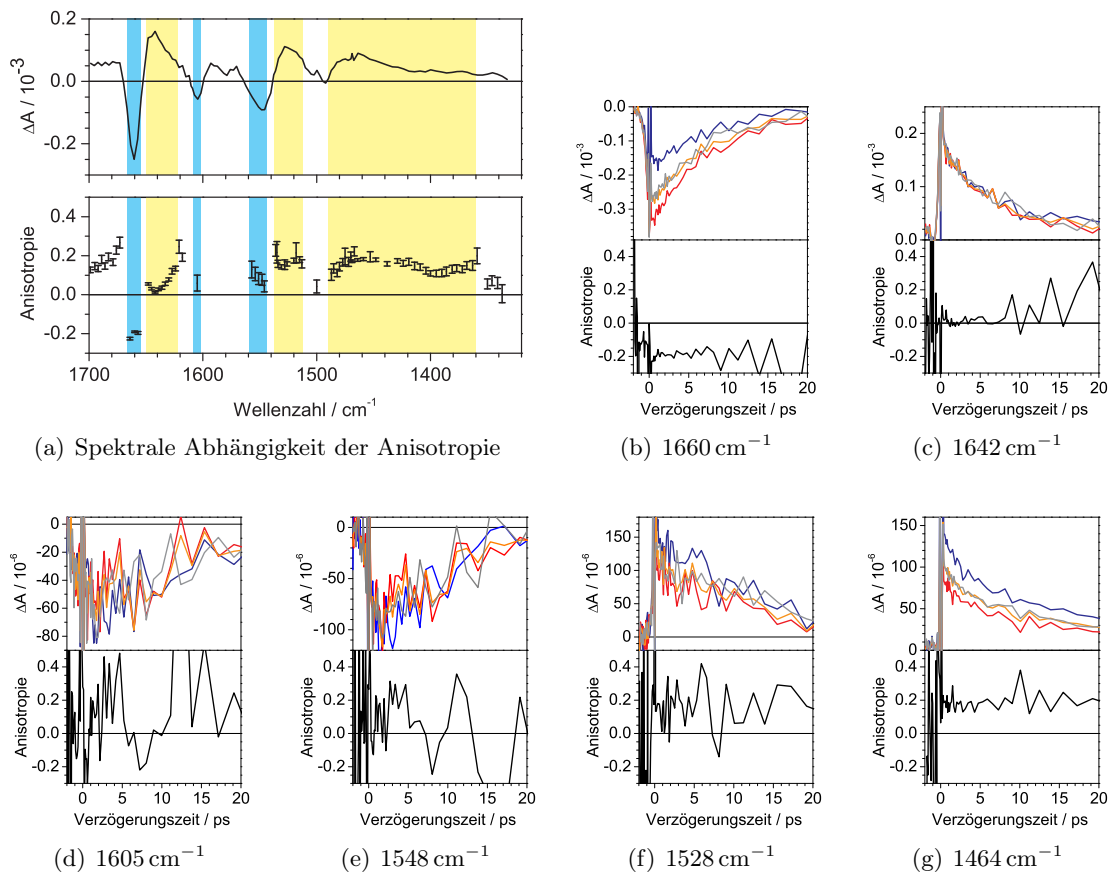 0.2
0.0
-0.2
ΔA / 10⁻³
0.4
0.2
0.0
-0.2
Anisotropie
1700 1600 1500 1400
Wellenzahl / cm⁻¹
(a) Spektrale Abhängigkeit der Anisotropie
0.0
-0.1
-0.2
-0.3
ΔA / 10⁻³
0.4
0.2
0.0
-0.2
Anisotropie
0 5 10 15 20
Verzögerungszeit / ps
(b) 1660 cm⁻¹
0.2
0.1
0.0
ΔA / 10⁻³
0.4
0.2
0.0
-0.2
Anisotropie
0 5 10 15 20
Verzögerungszeit / ps
(c) 1642 cm⁻¹
0
-20
-40
-60
-80
ΔA / 10⁻⁶
0.4
0.2
0.0
-0.2
Anisotropie
0 5 10 15 20
Verzögerungszeit / ps
(d) 1605 cm⁻¹
0
-50
-100
ΔA / 10⁻⁶
0.4
0.2
0.0
-0.2
Anisotropie
0 5 10 15 20
Verzögerungszeit / ps
(e) 1548 cm⁻¹
150
100
50
0
ΔA / 10⁻⁶
0.4
0.2
0.0
-0.2
Anisotropie
0 5 10 15 20
Verzögerungszeit / ps
(f) 1528 cm⁻¹
150
100
50
0
ΔA / 10⁻⁶
0.4
0.2
0.0
-0.2
Anisotropie
0 5 10 15 20
Verzögerungszeit / ps
(g) 1464 cm⁻¹